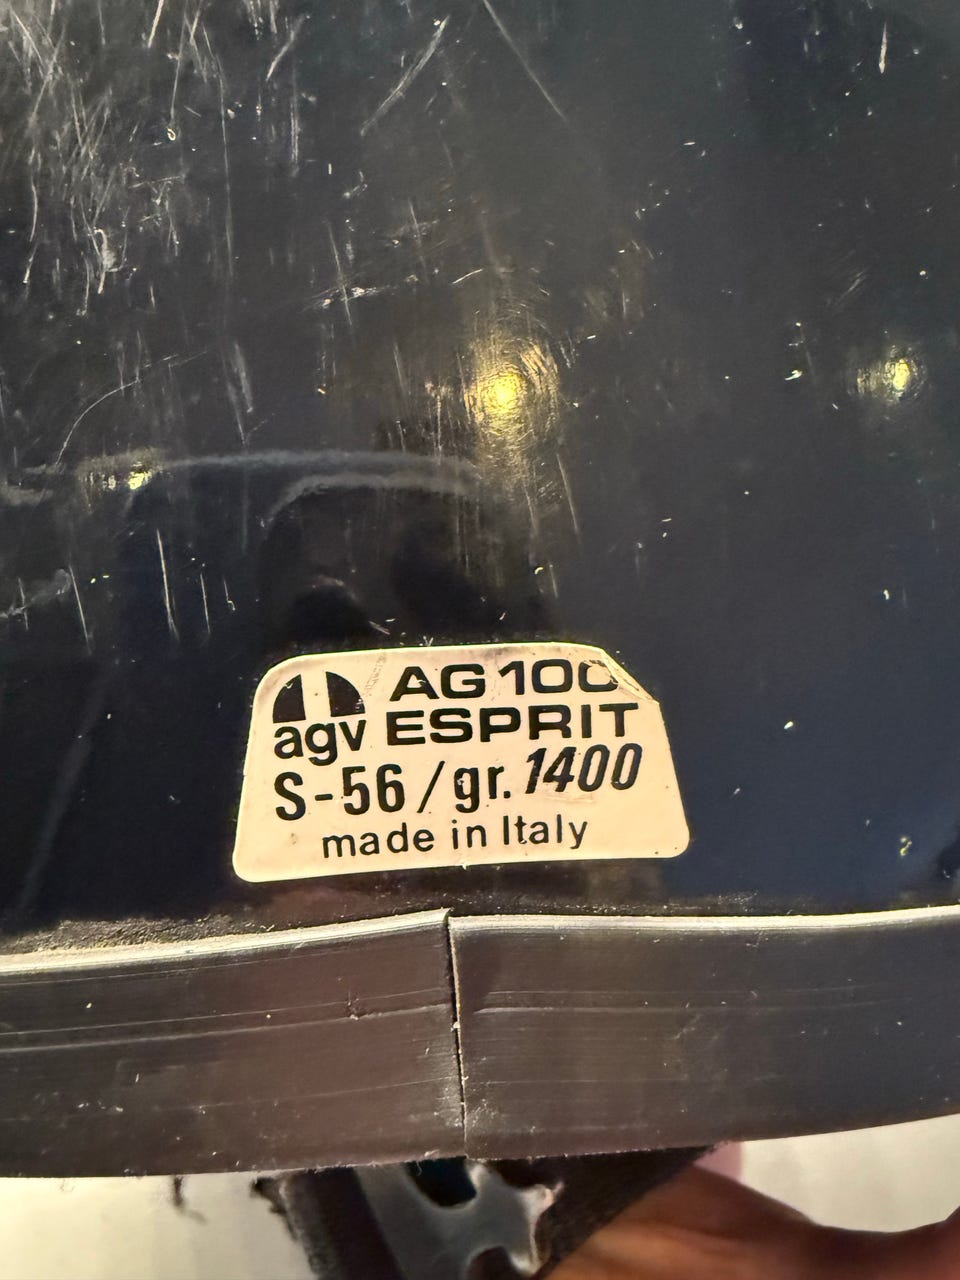 AG 100
agv ESPRIT
S-56/gr. 1400
made in Italy